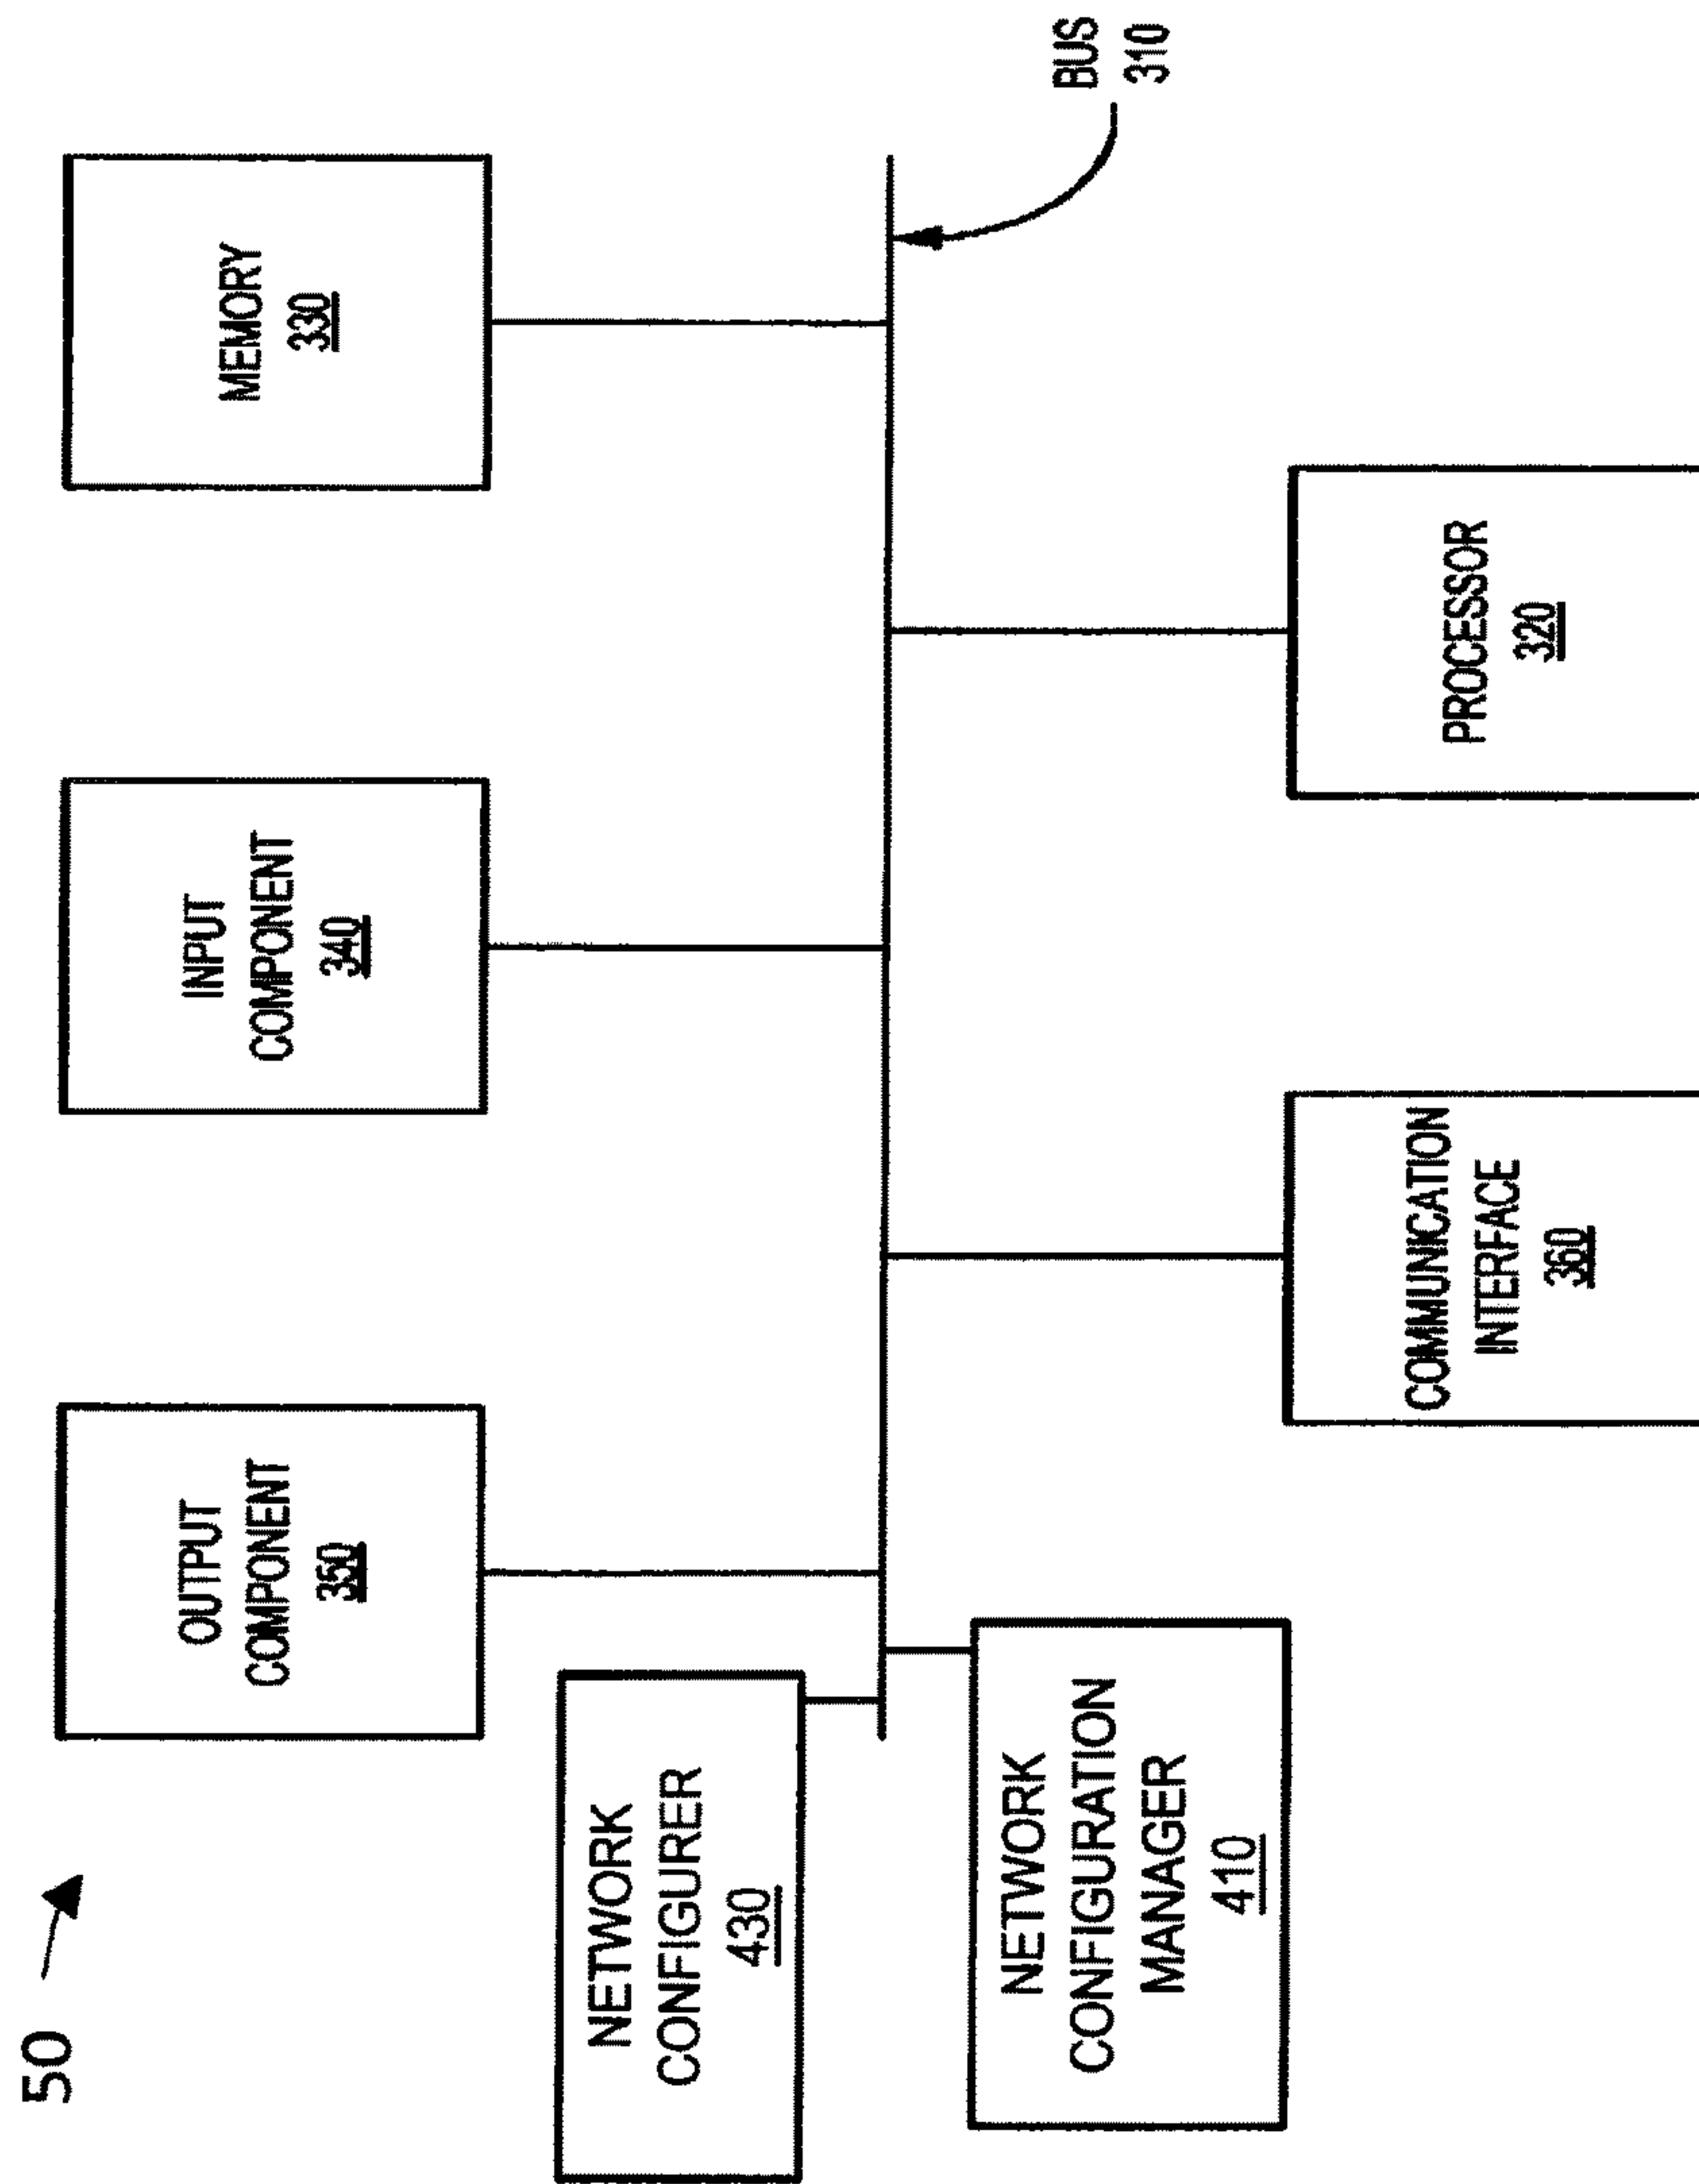 50
OUTPUT
COMPONENT
350
INPUT
COMPONENT
340
MEMORY
330
NETWORK
CONFIGURER
430
NETWORK
CONFIGURATION
MANAGER
410
BUS
310
COMMUNICATION
INTERFACE
360
PROCESSOR
320